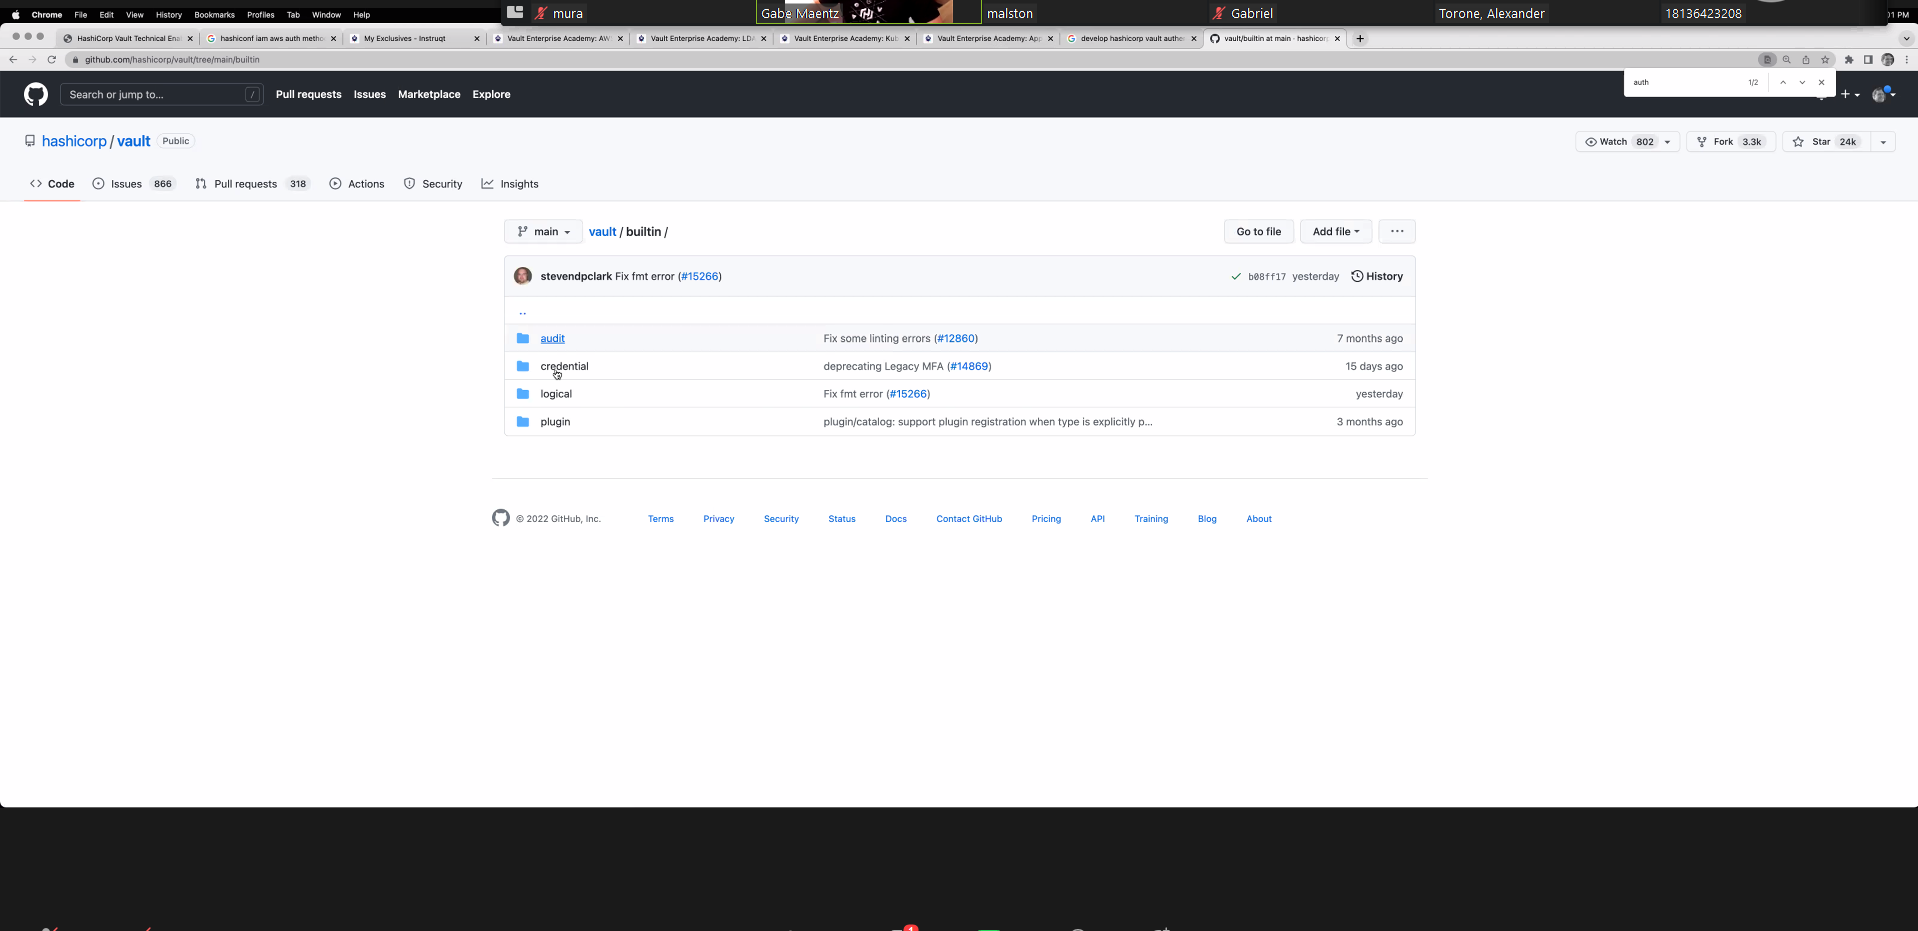 mura
Gabe Maentz
malston
Gabriel
Torone, Alexander
18136423208
Chrome File Edit View History Bookmarks Profiles Tab Window Help
01 PM
HashiCorp Vault Technical Ena
hashiconf iam aws auth metho
My Exclusives - Instruqt
Vault Enterprise Academy: AW
Vault Enterprise Academy: LDA
Vault Enterprise Academy: Kub
Vault Enterprise Academy: App
develop hashicorp vault authe
vault/builtin at main · hashicorp
github.com/hashicorp/vault/tree/main/builtin
auth 1/2
Search or jump to... /
Pull requests Issues Marketplace Explore
hashicorp / vault Public
Watch 802 Fork 3.3k Star 24k
Code Issues 866 Pull requests 318 Actions Security Insights
main vault / builtin /
Go to file Add file ...
stevendpclark Fix fmt error (#15266) b08ff17 yesterday History
..
audit Fix some linting errors (#12860) 7 months ago
credential deprecating Legacy MFA (#14869) 15 days ago
logical Fix fmt error (#15266) yesterday
plugin plugin/catalog: support plugin registration when type is explicitly p... 3 months ago
© 2022 GitHub, Inc. Terms Privacy Security Status Docs Contact GitHub Pricing API Training Blog About
1